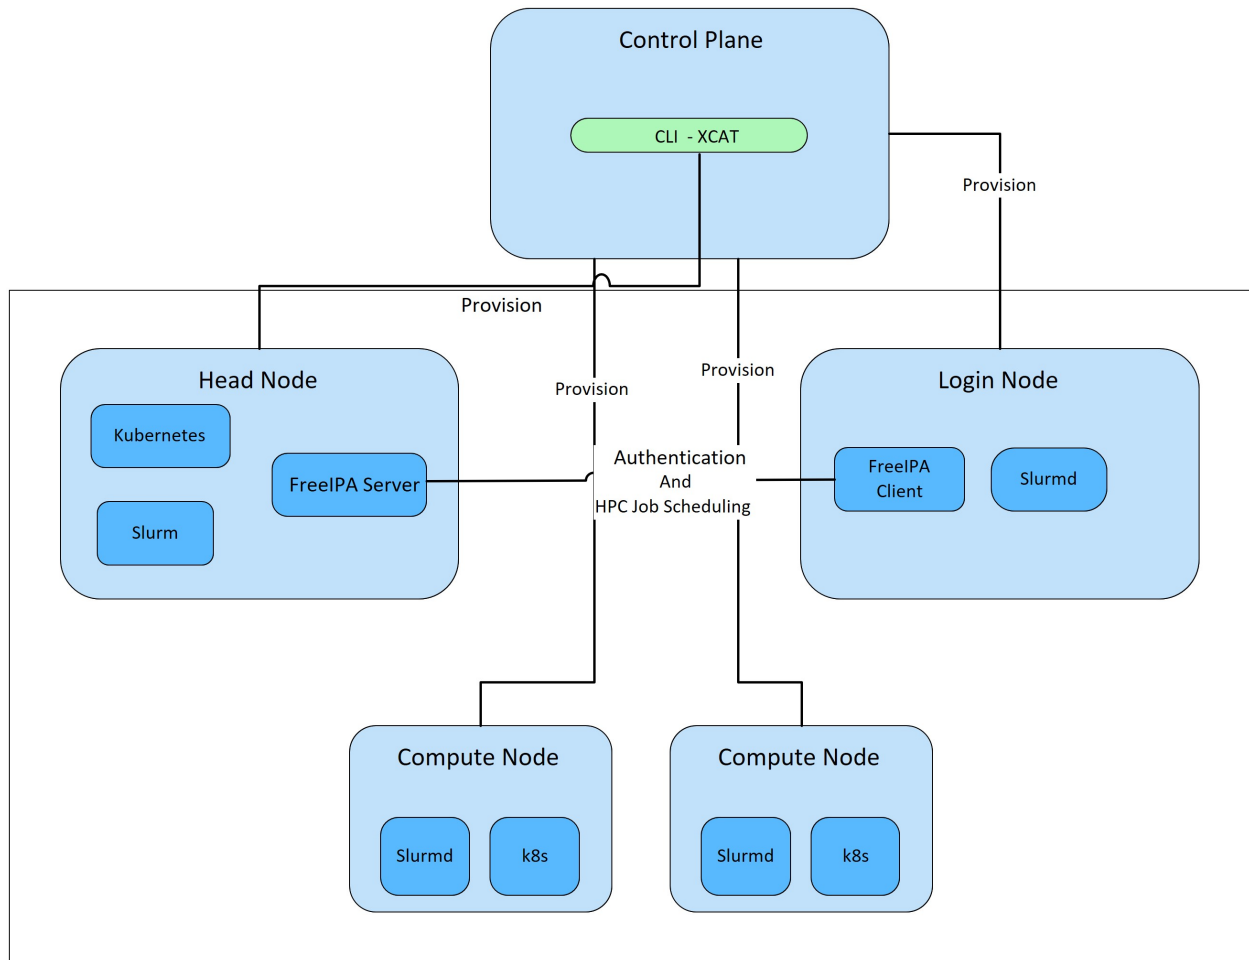 Control Plane
CLI - XCAT
Provision
Provision
Head Node
Kubernetes
FreeIPA Server
Slurm
Provision
Provision
Authentication
And
HPC Job Scheduling
Login Node
FreeIPA
Client
Slurmd
Compute Node
Slurmd
k8s
Compute Node
Slurmd
k8s